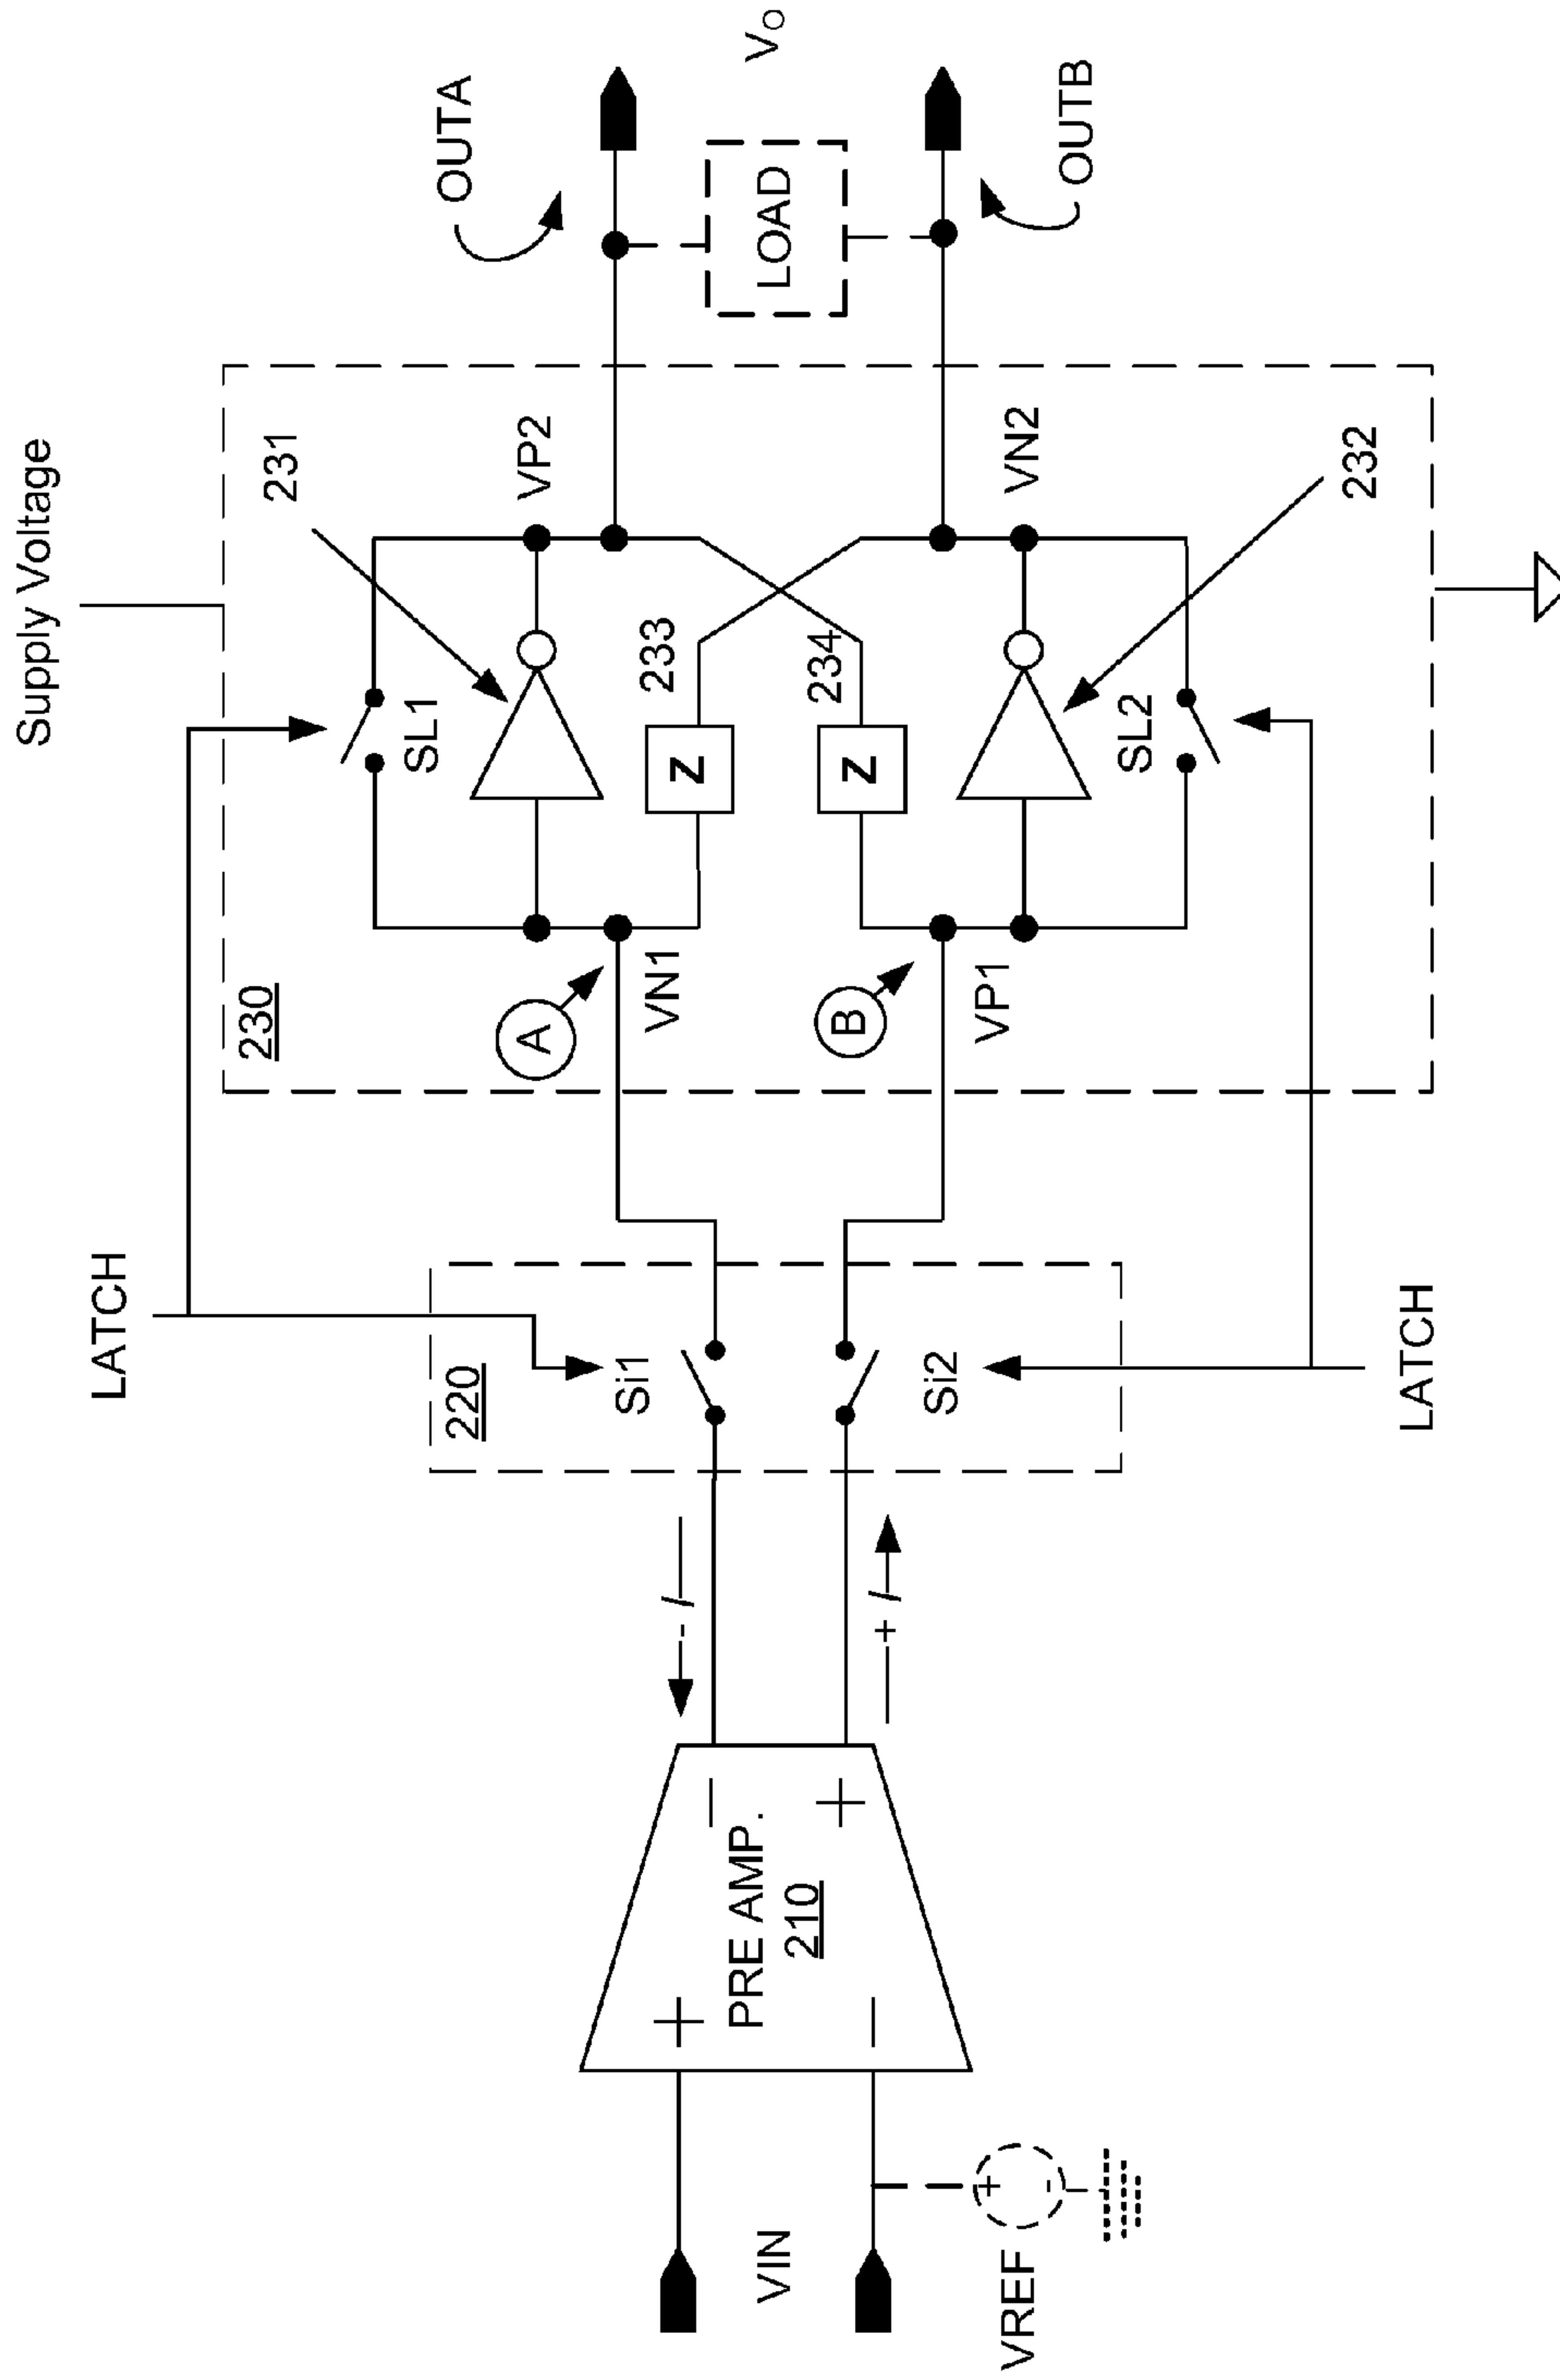 Supply Voltage
LATCH
230
231
SL1
VP2
OUTA
220
Si1
A
VN1
233
Z
VO
LOAD
PRE AMP.
210
+
−
−
+
- I
+ I
VIN
234
Z
B
VP1
VN2
OUTB
Si2
SL2
232
VREF
+
-
LATCH